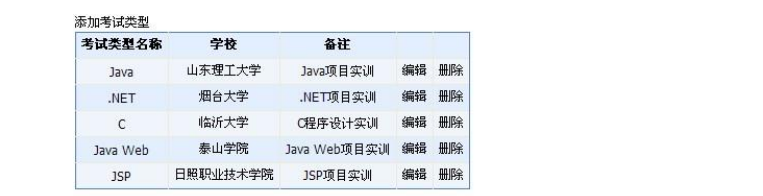 添加考试类型
考试类型名称 学校 备注
Java 山东理工大学 Java项目实训 编辑 删除
.NET 烟台大学 .NET项目实训 编辑 删除
C 临沂大学 C程序设计实训 编辑 删除
Java Web 泰山学院 Java Web项目实训 编辑 删除
JSP 日照职业技术学院 JSP项目实训 编辑 删除